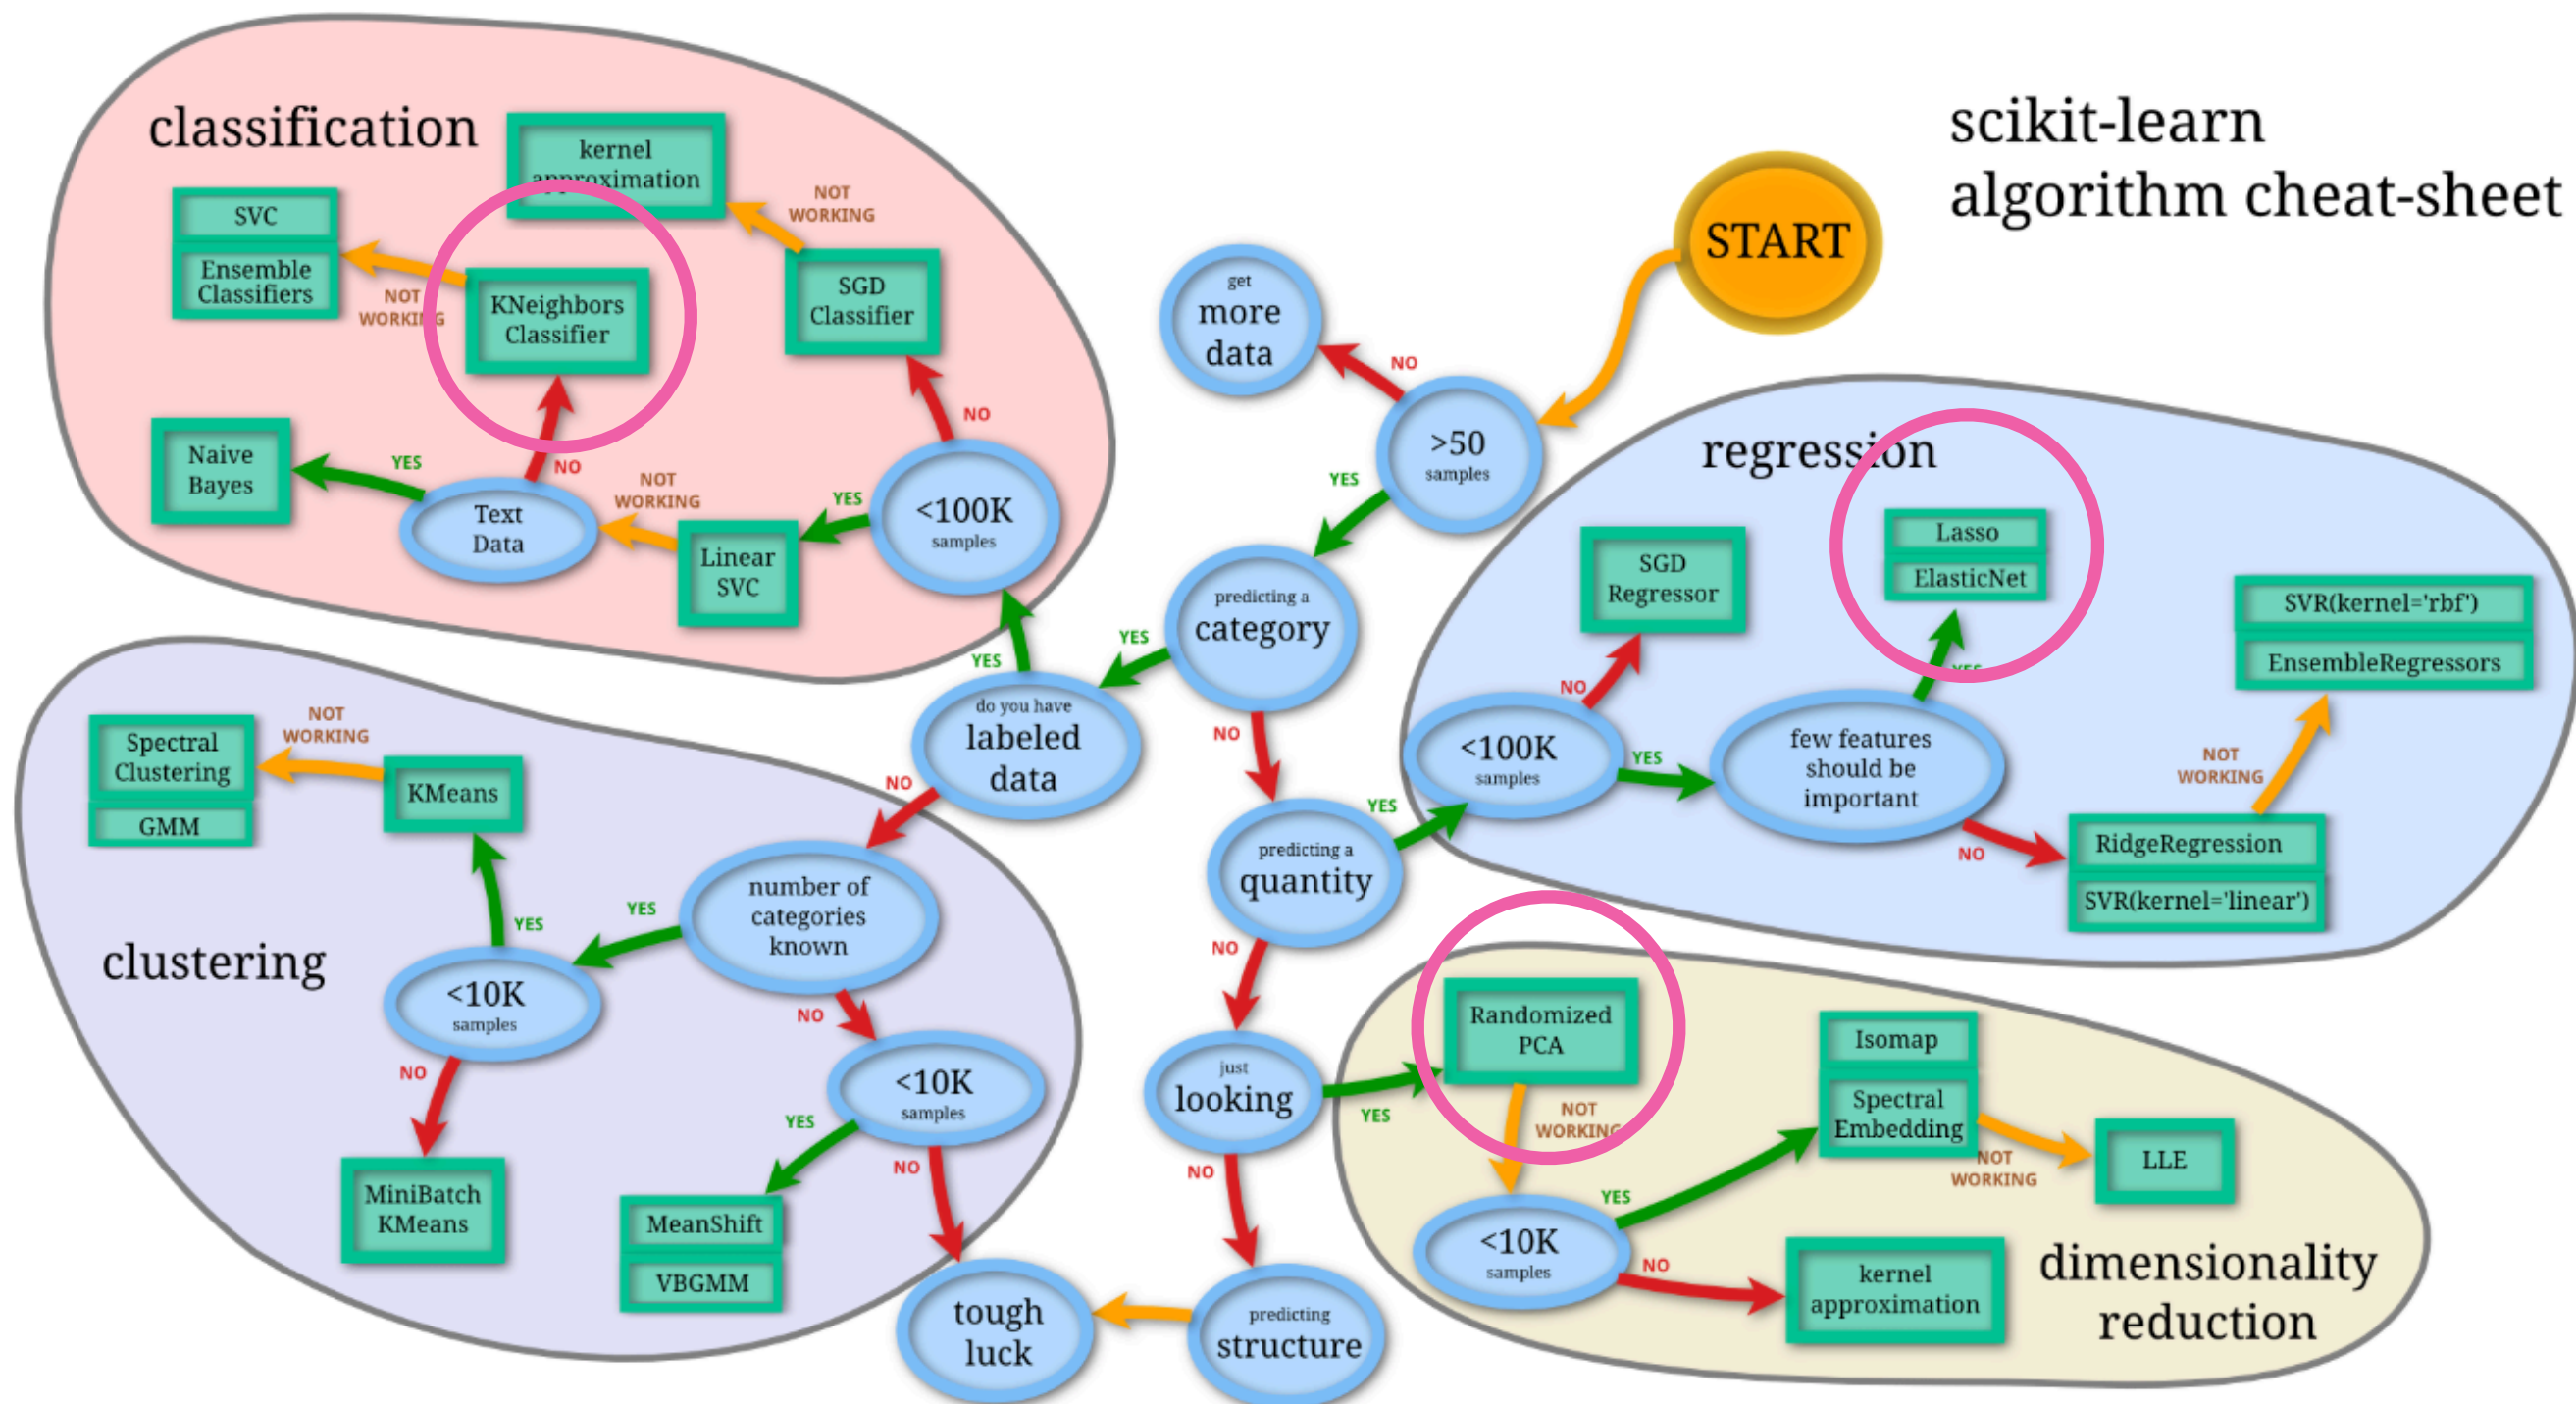 scikit-learn
algorithm cheat-sheet
START
get
more
data
NO
>50
samples
YES
predicting a
category
YES
NO
do you have
labeled
data
YES
NO
predicting a
quantity
YES
NO
just
looking
YES
NO
predicting
structure
tough
luck
classification
kernel
approximation
NOT
WORKING
SVC
Ensemble
Classifiers
NOT
WORKING
KNeighbors
Classifier
SGD
Classifier
NO
Naive
Bayes
YES
NO
Text
Data
NOT
WORKING
Linear
SVC
YES
<100K
samples
regression
SGD
Regressor
Lasso
ElasticNet
SVR(kernel='rbf')
EnsembleRegressors
NO
YES
<100K
samples
YES
few features
should be
important
NOT
WORKING
NO
RidgeRegression
SVR(kernel='linear')
clustering
Spectral
Clustering
GMM
NOT
WORKING
KMeans
YES
number of
categories
known
YES
<10K
samples
NO
NO
<10K
samples
YES
NO
MiniBatch
KMeans
MeanShift
VBGMM
Randomized
PCA
NOT
WORKING
Isomap
Spectral
Embedding
NOT
WORKING
LLE
YES
<10K
samples
NO
kernel
approximation
dimensionality
reduction